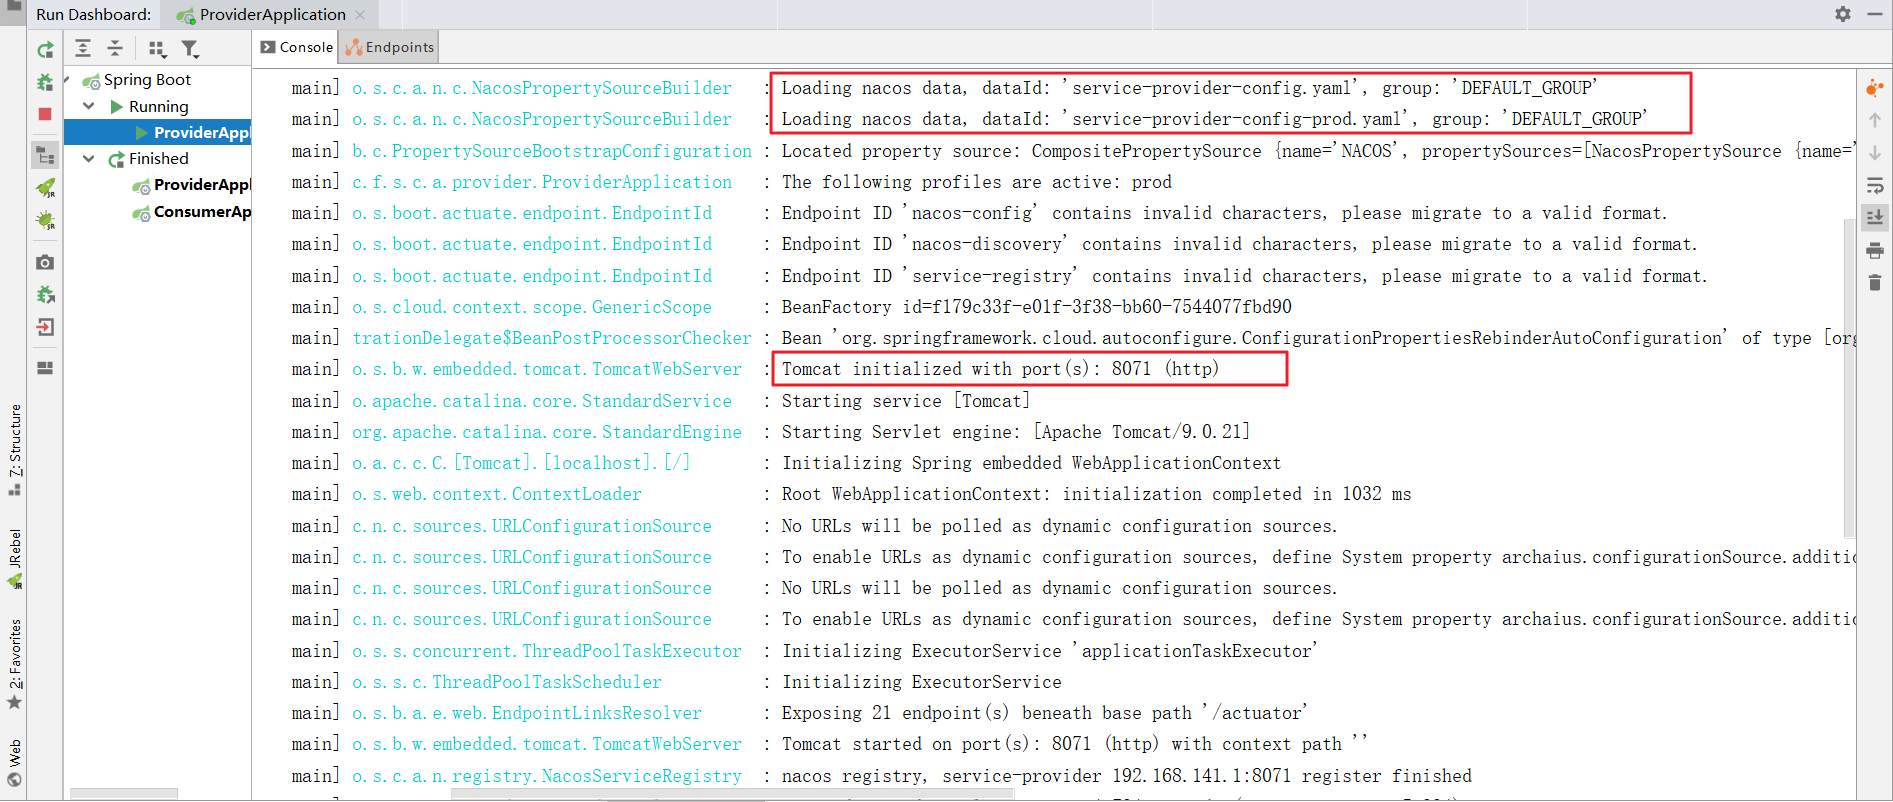 Run Dashboard: ProviderApplication
Console Endpoints
Spring Boot
Running
ProviderAppl
Finished
ProviderAppl
ConsumerAp
7: Structure
JRebel
2: Favorites
Web
main] o.s.c.a.n.c.NacosPropertySourceBuilder : Loading nacos data, dataId: 'service-provider-config.yaml', group: 'DEFAULT_GROUP'
main] o.s.c.a.n.c.NacosPropertySourceBuilder : Loading nacos data, dataId: 'service-provider-config-prod.yaml', group: 'DEFAULT_GROUP'
main] b.c.PropertySourceBootstrapConfiguration : Located property source: CompositePropertySource {name='NACOS', propertySources=[NacosPropertySource {name='
main] c.f.s.c.a.provider.ProviderApplication : The following profiles are active: prod
main] o.s.boot.actuate.endpoint.EndpointId : Endpoint ID 'nacos-config' contains invalid characters, please migrate to a valid format.
main] o.s.boot.actuate.endpoint.EndpointId : Endpoint ID 'nacos-discovery' contains invalid characters, please migrate to a valid format.
main] o.s.boot.actuate.endpoint.EndpointId : Endpoint ID 'service-registry' contains invalid characters, please migrate to a valid format.
main] o.s.cloud.context.scope.GenericScope : BeanFactory id=f179c33f-e01f-3f38-bb60-7544077fbd90
main] trationDelegate$BeanPostProcessorChecker : Bean 'org.springframework.cloud.autoconfigure.ConfigurationPropertiesRebinderAutoConfiguration' of type [org
main] o.s.b.w.embedded.tomcat.TomcatWebServer : Tomcat initialized with port(s): 8071 (http)
main] o.apache.catalina.core.StandardService : Starting service [Tomcat]
main] org.apache.catalina.core.StandardEngine : Starting Servlet engine: [Apache Tomcat/9.0.21]
main] o.a.c.c.C.[Tomcat].[localhost].[/] : Initializing Spring embedded WebApplicationContext
main] o.s.web.context.ContextLoader : Root WebApplicationContext: initialization completed in 1032 ms
main] c.n.c.sources.URLConfigurationSource : No URLs will be polled as dynamic configuration sources.
main] c.n.c.sources.URLConfigurationSource : To enable URLs as dynamic configuration sources, define System property archaius.configurationSource.additio
main] c.n.c.sources.URLConfigurationSource : No URLs will be polled as dynamic configuration sources.
main] c.n.c.sources.URLConfigurationSource : To enable URLs as dynamic configuration sources, define System property archaius.configurationSource.additio
main] o.s.s.concurrent.ThreadPoolTaskExecutor : Initializing ExecutorService 'applicationTaskExecutor'
main] o.s.s.c.ThreadPoolTaskScheduler : Initializing ExecutorService
main] o.s.b.a.e.web.EndpointLinksResolver : Exposing 21 endpoint(s) beneath base path '/actuator'
main] o.s.b.w.embedded.tomcat.TomcatWebServer : Tomcat started on port(s): 8071 (http) with context path ''
main] o.s.c.a.n.registry.NacosServiceRegistry : nacos registry, service-provider 192.168.141.1:8071 register finished